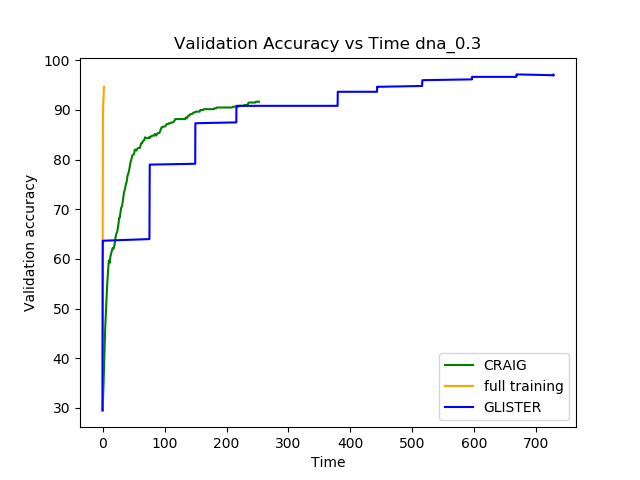 Validation Accuracy vs Time dna_0.3
Validation accuracy
100
90
80
70
60
50
40
30
CRAIG
full training
GLISTER
0 100 200 300 400 500 600 700
Time